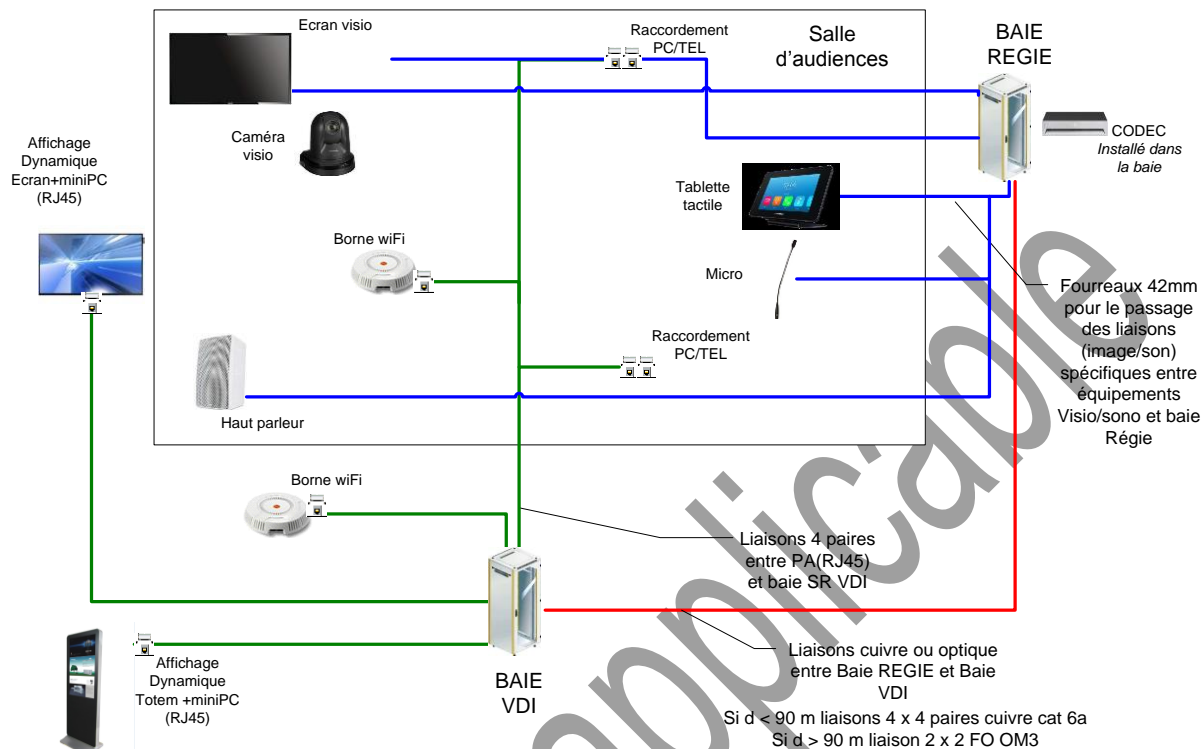 Ecran visio
Raccordement
PC/TEL
Salle
d'audiences
BAIE
REGIE
Caméra
visio
CODEC
Installé dans
la baie
Affichage
Dynamique
Ecran+miniPC
(RJ45)
Tablette
tactile
Borne wiFi
Micro
Fourreaux 42mm
pour le passage
des liaisons
(image/son)
spécifiques entre
équipements
Visio/sono et baie
Régie
Raccordement
PC/TEL
Haut parleur
Borne wiFi
Liaisons 4 paires
entre PA(RJ45)
et baie SR VDI
Affichage
Dynamique
Totem +miniPC
(RJ45)
BAIE
VDI
Liaisons cuivre ou optique
entre Baie REGIE et Baie
VDI
Si d < 90 m liaisons 4 x 4 paires cuivre cat 6a
Si d > 90 m liaison 2 x 2 FO OM3
applicable